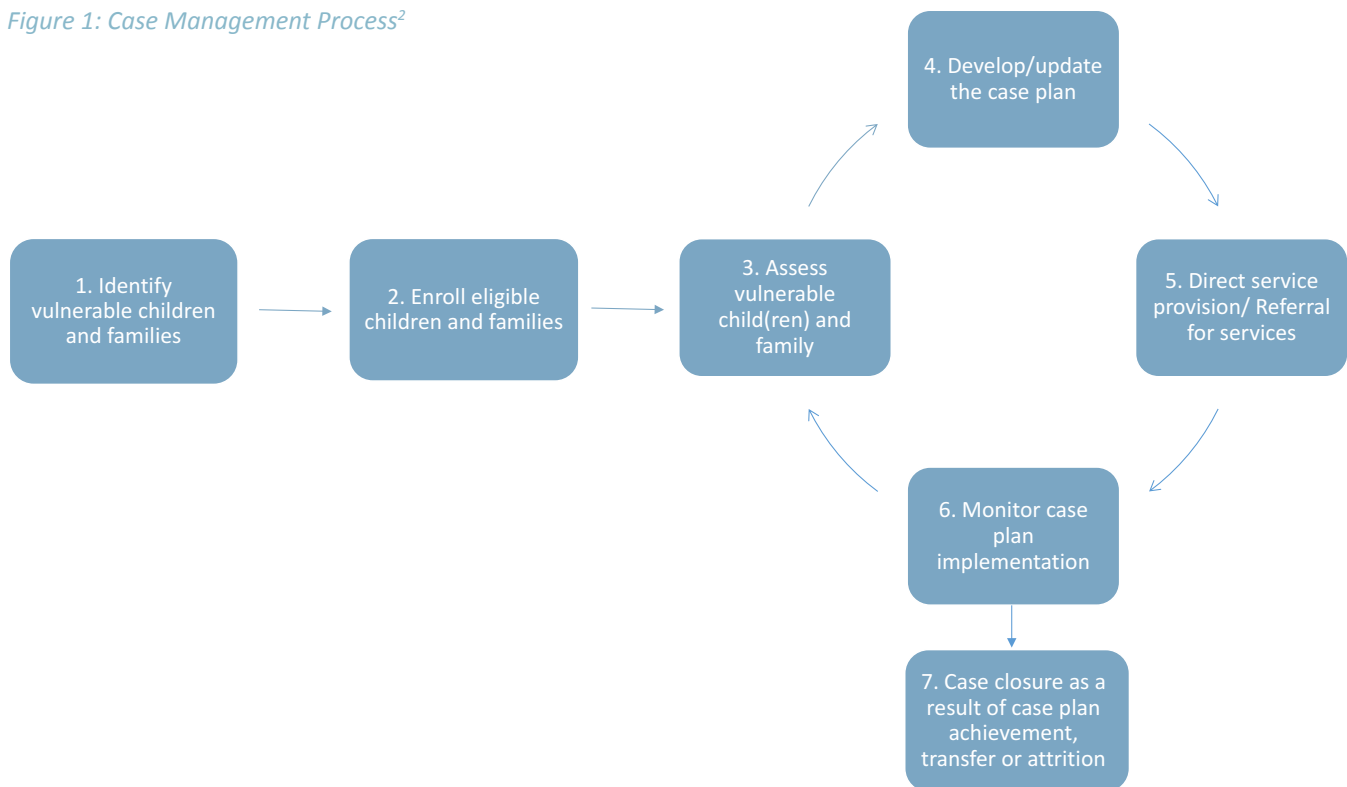 Figure 1: Case Management Process2
1. Identify
vulnerable children
and families
2. Enroll eligible
children and families
3. Assess
vulnerable
child(ren) and
family
4. Develop/update
the case plan
5. Direct service
provision/ Referral
for services
6. Monitor case
plan
implementation
7. Case closure as a
result of case plan
achievement,
transfer or attrition